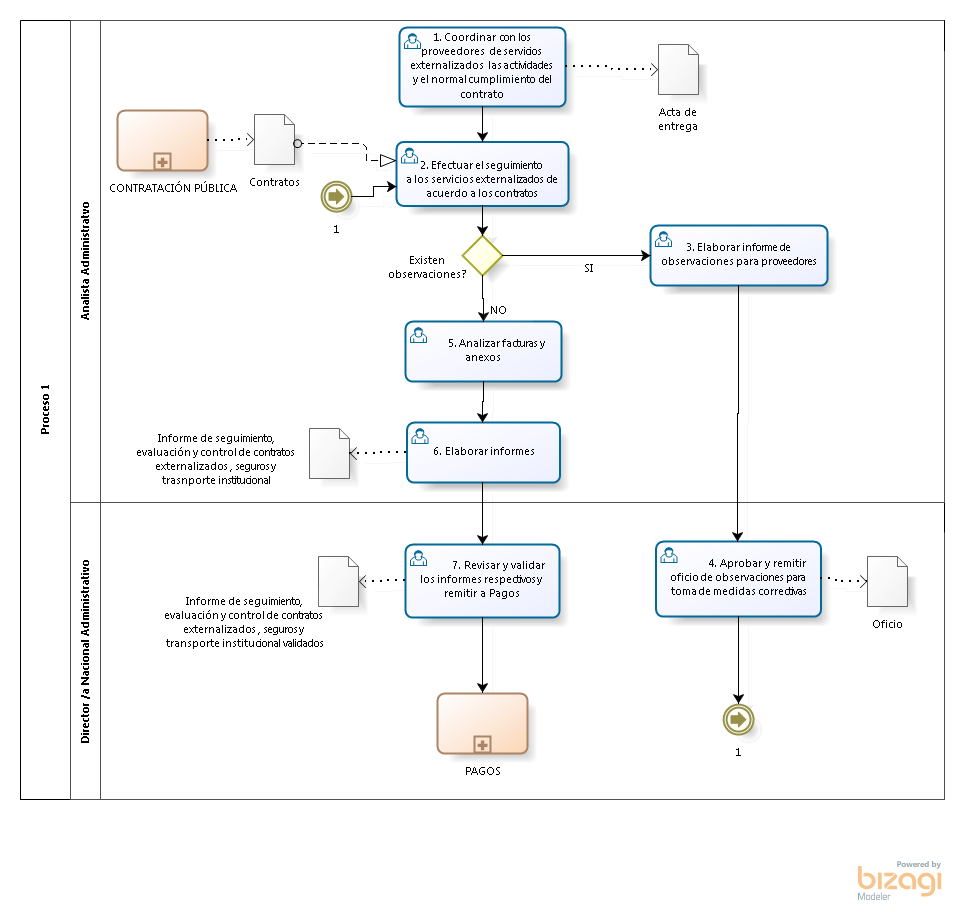 Proceso 1
Analista Administratvo
1. Coordinar con los
proveedores de servicios
externalizados las actividades
y el normal cumplimiento del
contrato
Acta de
entrega
CONTRATACIÓN PÚBLICA
Contratos
2. Efectuar el seguimiento
a los servicios externalizados de
acuerdo a los contratos
1
Existen
observaciones?
SI
3. Elaborar informe de
observaciones para proveedores
NO
5. Analizar facturas y
anexos
6. Elaborar informes
Informe de seguimiento,
evaluación y control de contratos
externalizados , seguros y
trasnporte institucional
Director /a Nacional Administrativo
7. Revisar y validar
los informes respectivos y
remitir a Pagos
Informe de seguimiento,
evaluación y control de contratos
externalizados , seguros y
transporte institucional validados
4. Aprobar y remitir
oficio de observaciones para
toma de medidas correctivas
Oficio
PAGOS
1
Powered by
bizagi
Modeler